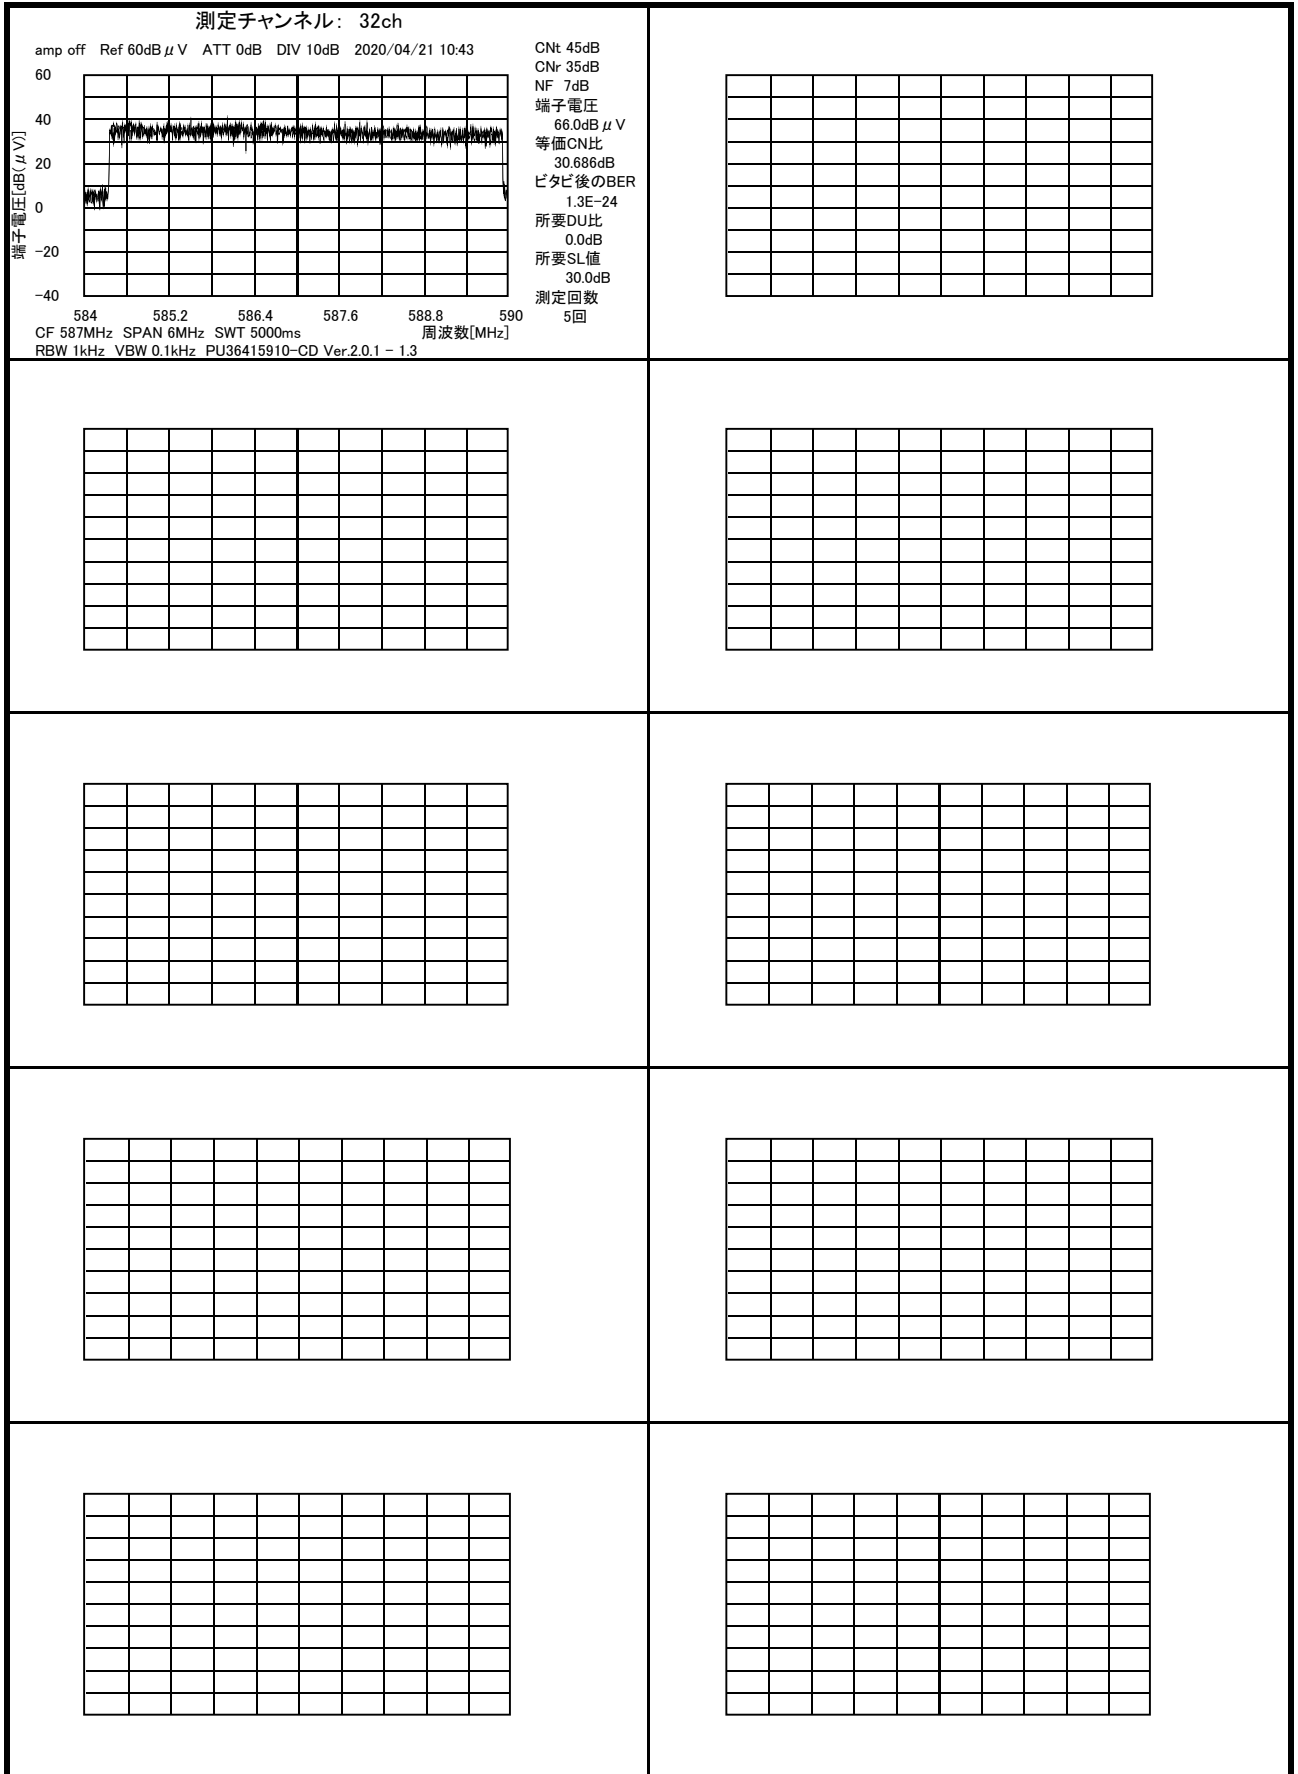 測定チャンネル: 32ch
amp off Ref 60dBμV ATT 0dB DIV 10dB 2020/04/21 10:43
端子電圧[dB(μV)]
60
40
20
0
-20
-40
584 585.2 586.4 587.6 588.8 590
CF 587MHz SPAN 6MHz SWT 5000ms 周波数[MHz]
RBW 1kHz VBW 0.1kHz PU36415910-CD Ver.2.0.1 - 1.3
CNt 45dB
CNr 35dB
NF 7dB
端子電圧
66.0dBμV
等価CN比
30.686dB
ビタビ後のBER
1.3E-24
所要DU比
0.0dB
所要SL値
30.0dB
測定回数
5回